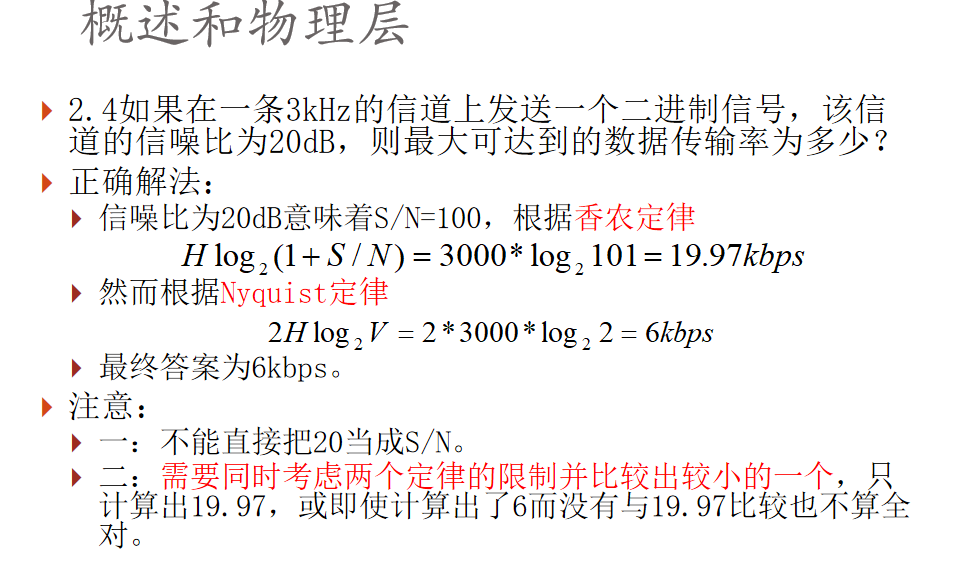 概述和物理层
2.4如果在一条3kHz的信道上发送一个二进制信号，该信
道的信噪比为20dB，则最大可达到的数据传输率为多少？
正确解法：
信噪比为20dB意味着S/N=100，根据香农定律
H log₂(1+S/N)=3000*log₂101=19.97kbps
然而根据Nyquist定律
2H log₂V=2*3000*log₂2=6kbps
最终答案为6kbps。
注意：
一：不能直接把20当成S/N。
二：需要同时考虑两个定律的限制并比较出较小的一个，只
计算出19.97，或即使计算出了6而没有与19.97比较也不算全
对。